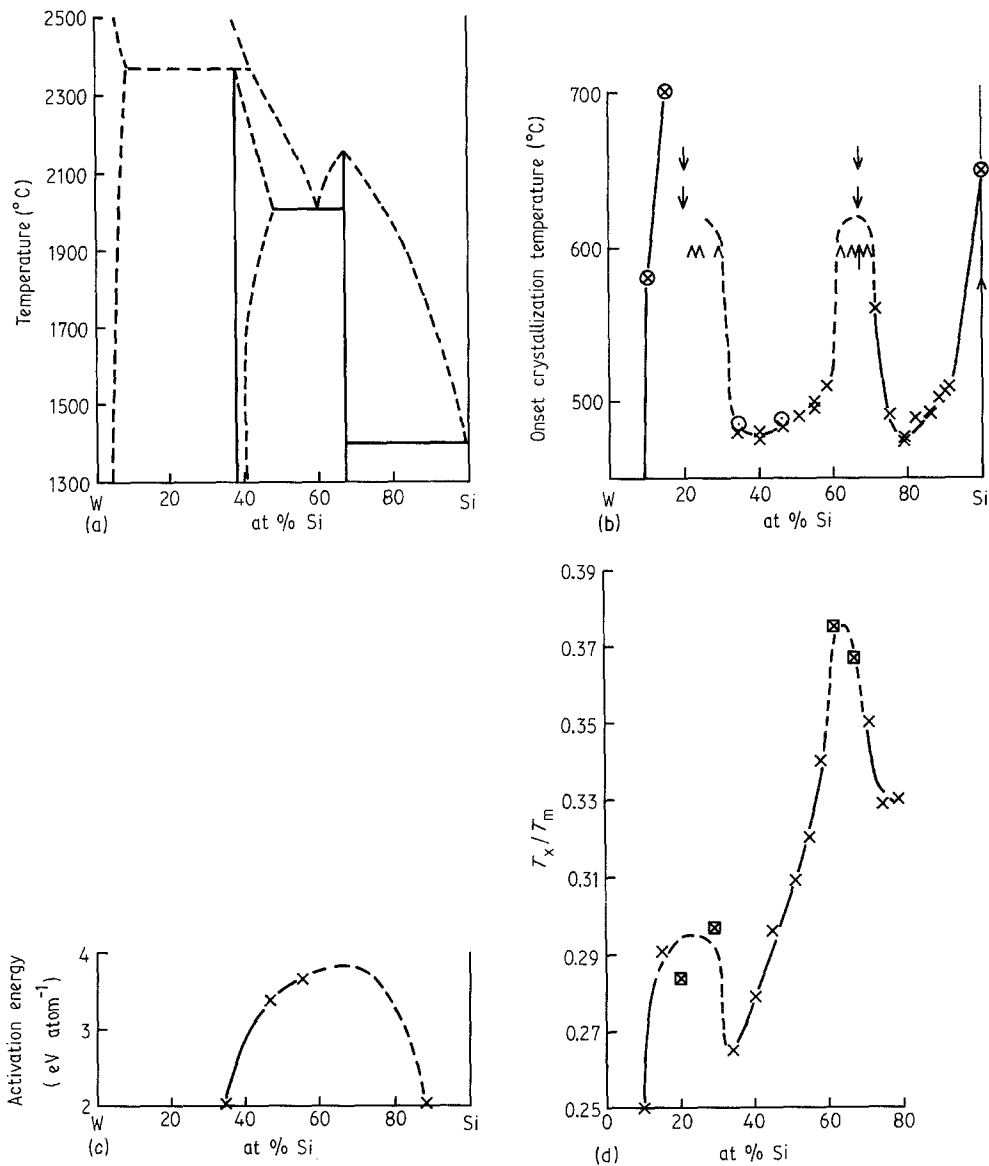 2500
2300
2100
1900
1700
1500
1300
Temperature (°C)
W
20
40
60
80
Si
(a)
at % Si
700
600
500
Onset crystallization temperature (°C)
W
20
40
60
80
Si
(b)
at % Si
4
3
2
Activation energy
( eV atom⁻¹)
W
20
40
60
80
Si
(c)
at % Si
0.39
0.37
0.35
0.33
0.31
0.29
0.27
0.25
Tx/Tm
0
20
40
60
80
(d)
at % Si